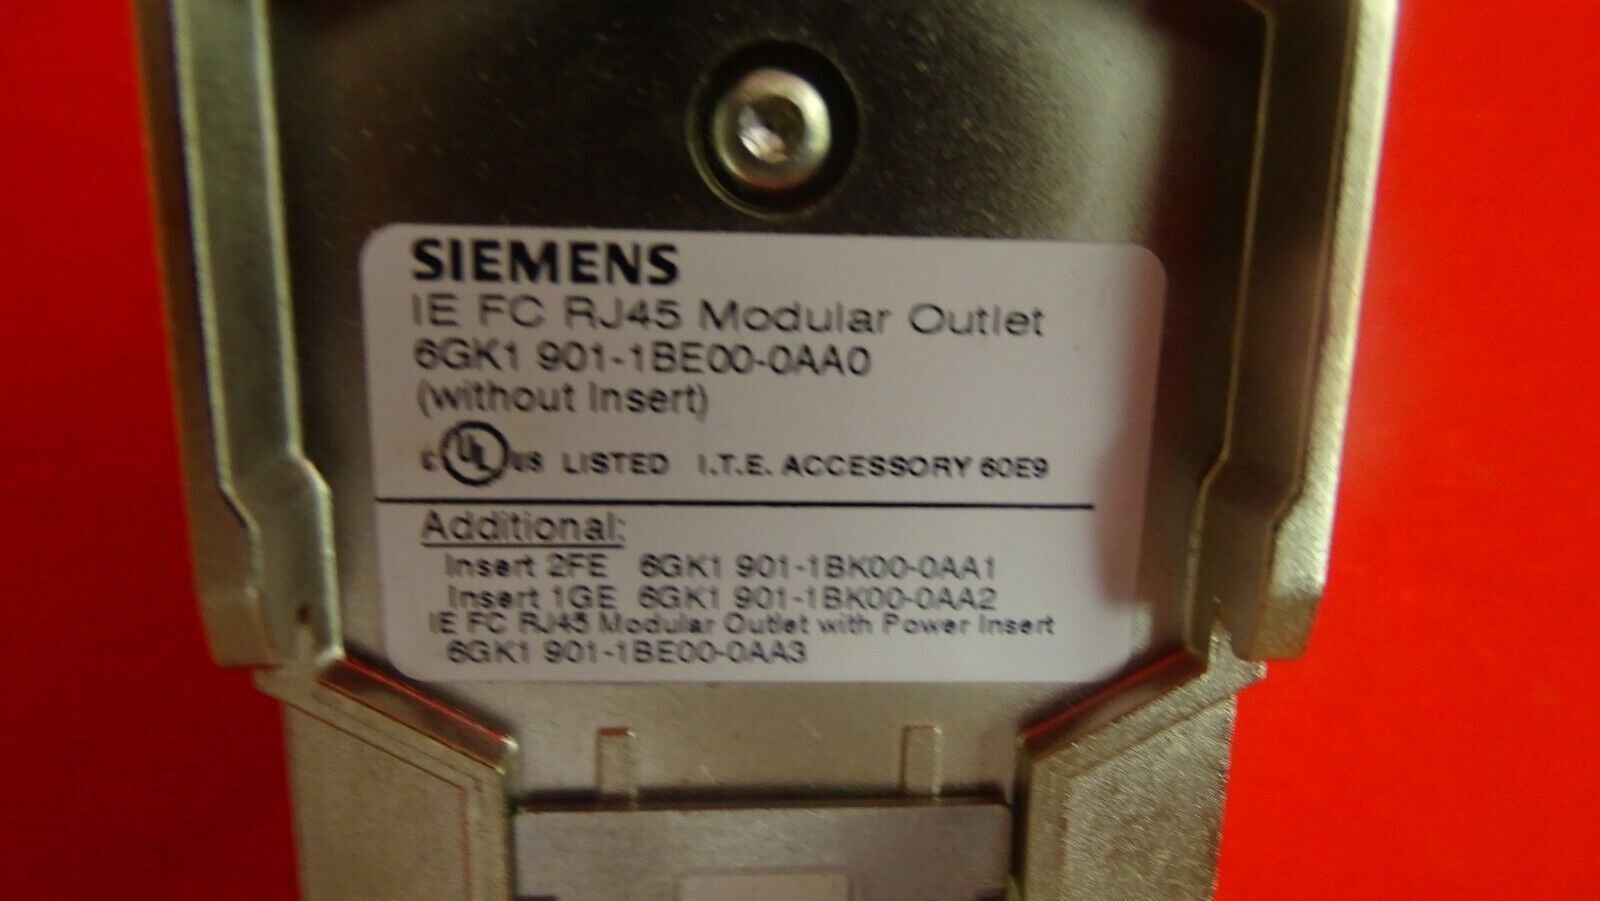 SIEMENS
IE FC RJ45 Modular Outlet
6GK1 901-1BE00-0AA0
(without Insert)
c UL us LISTED I.T.E. ACCESSORY 60E9
Additional:
Insert 2FE 6GK1 901-1BK00-0AA1
Insert 1GE 6GK1 901-1BK00-0AA2
IE FC RJ45 Modular Outlet with Power Insert
6GK1 901-1BE00-0AA3